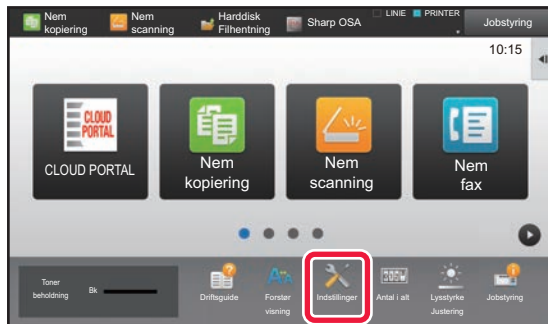 Nem
kopiering
Nem
scanning
Harddisk
Filhentning
Sharp OSA
LINIE
PRINTER
Jobstyring
10:15
CLOUD
PORTAL
CLOUD PORTAL
Nem
kopiering
Nem
scanning
Nem
fax
Toner
beholdning
Bk
Driftsguide
Forstør
visning
Indstillinger
Antal i alt
Lysstyrke
Justering
Jobstyring